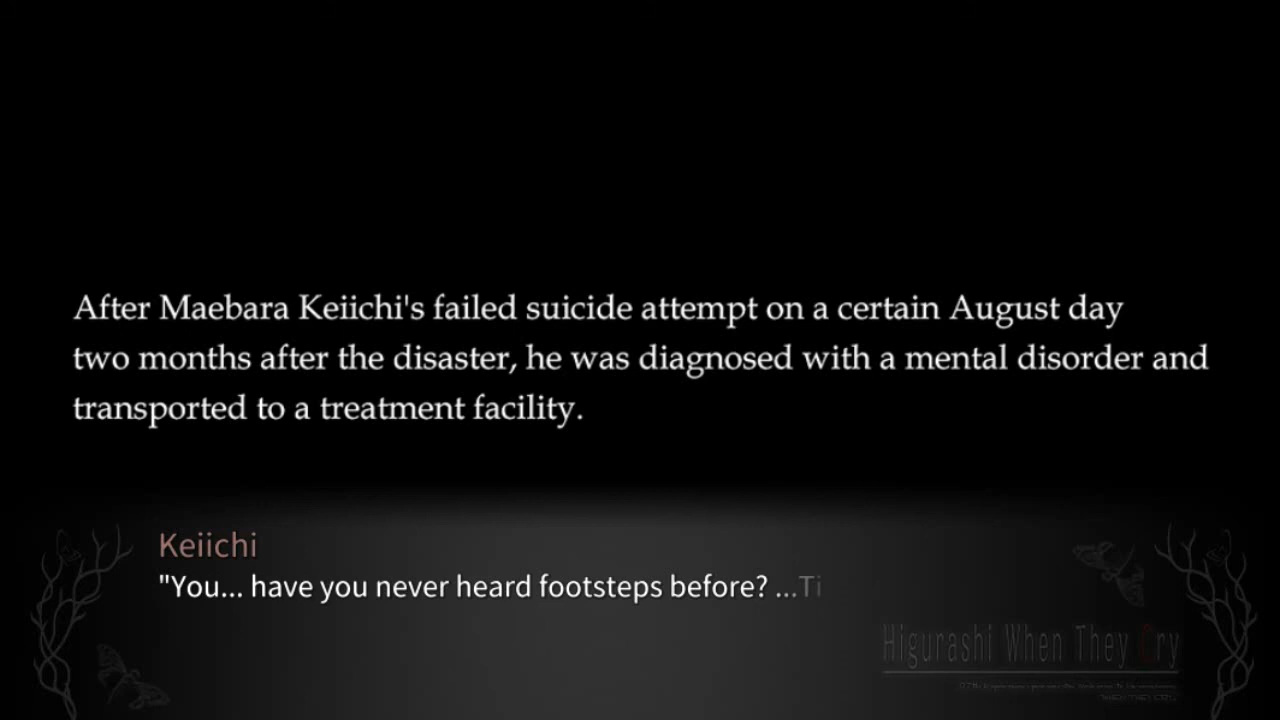 After Maebara Keiichi's failed suicide attempt on a certain August day
two months after the disaster, he was diagnosed with a mental disorder and
transported to a treatment facility.
Keiichi
"You... have you never heard footsteps before? ...Ti
Higurashi When They Cry